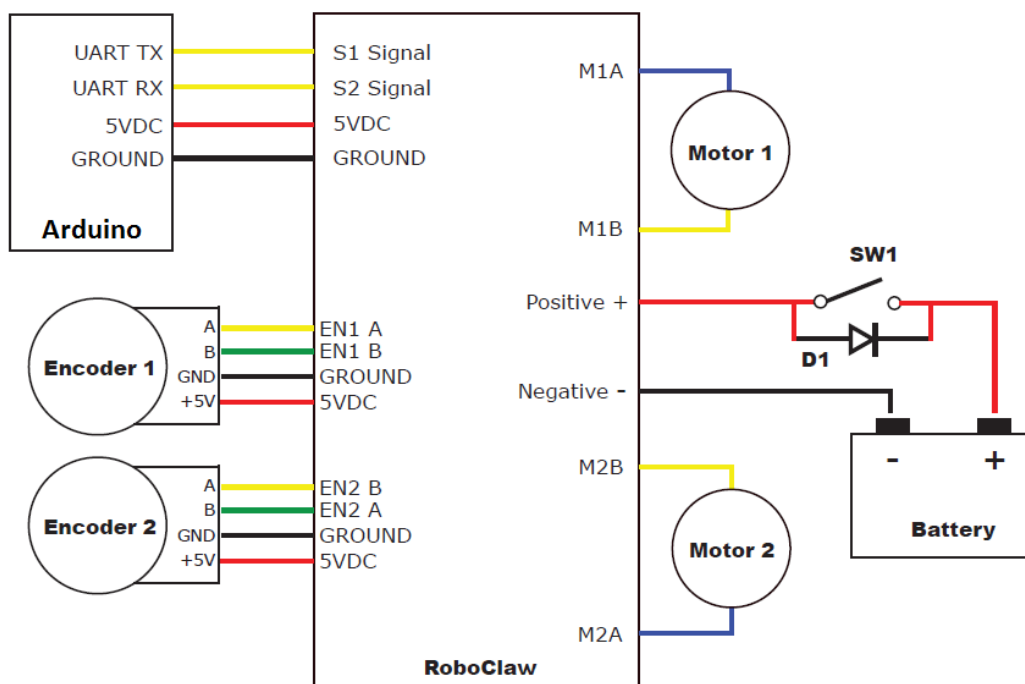 UART TX
UART RX
5VDC
GROUND
Arduino
S1 Signal
S2 Signal
5VDC
GROUND
M1A
Motor 1
M1B
SW1
Positive +
D1
Negative -
- +
Battery
A
B
GND
+5V
Encoder 1
EN1 A
EN1 B
GROUND
5VDC
A
B
GND
+5V
Encoder 2
EN2 B
EN2 A
GROUND
5VDC
M2B
Motor 2
M2A
RoboClaw